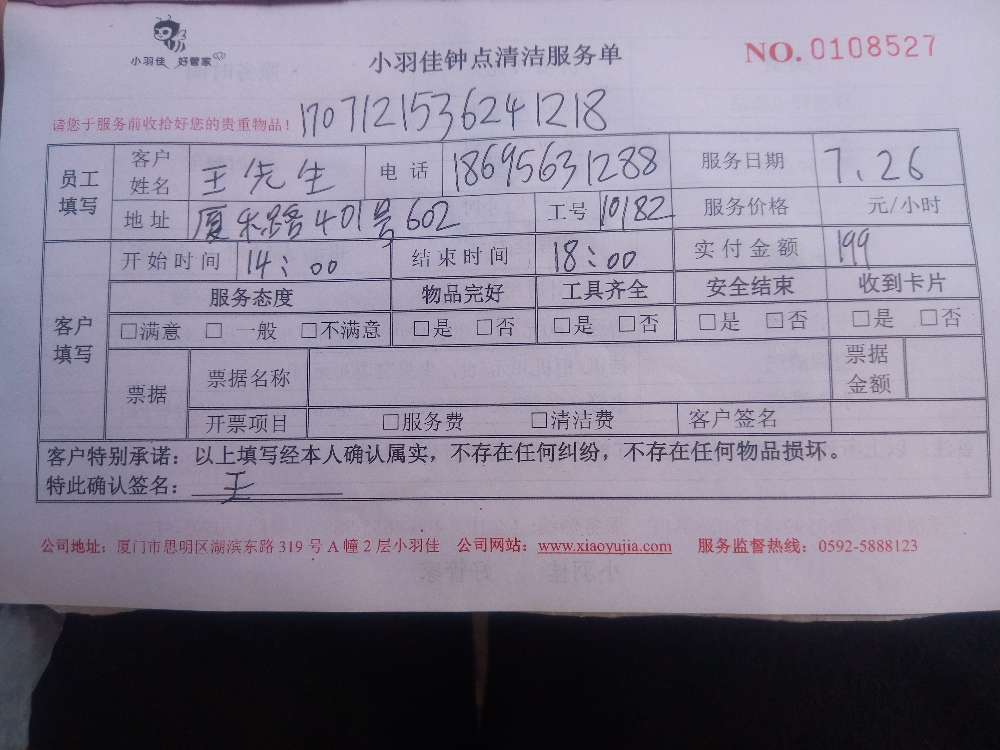 小羽佳 好管家
小羽佳钟点清洁服务单
NO. 0108527
请您于服务前收拾好您的贵重物品！ 1707121536241218
员工填写 客户姓名 王先生 电话 18695631288 服务日期 7.26
地址 厦禾路401号602 工号 10182 服务价格 元/小时
客户填写 开始时间 14:00 结束时间 18:00 实付金额 199
服务态度 物品完好 工具齐全 安全结束 收到卡片
□满意 □一般 □不满意 □是 □否 □是 □否 □是 □否 □是 □否
票据 票据名称 票据金额
开票项目 □服务费 □清洁费 客户签名
客户特别承诺：以上填写经本人确认属实，不存在任何纠纷，不存在任何物品损坏。
特此确认签名：王
公司地址：厦门市思明区湖滨东路319号A幢2层小羽佳 公司网站：www.xiaoyujia.com 服务监督热线：0592-5888123